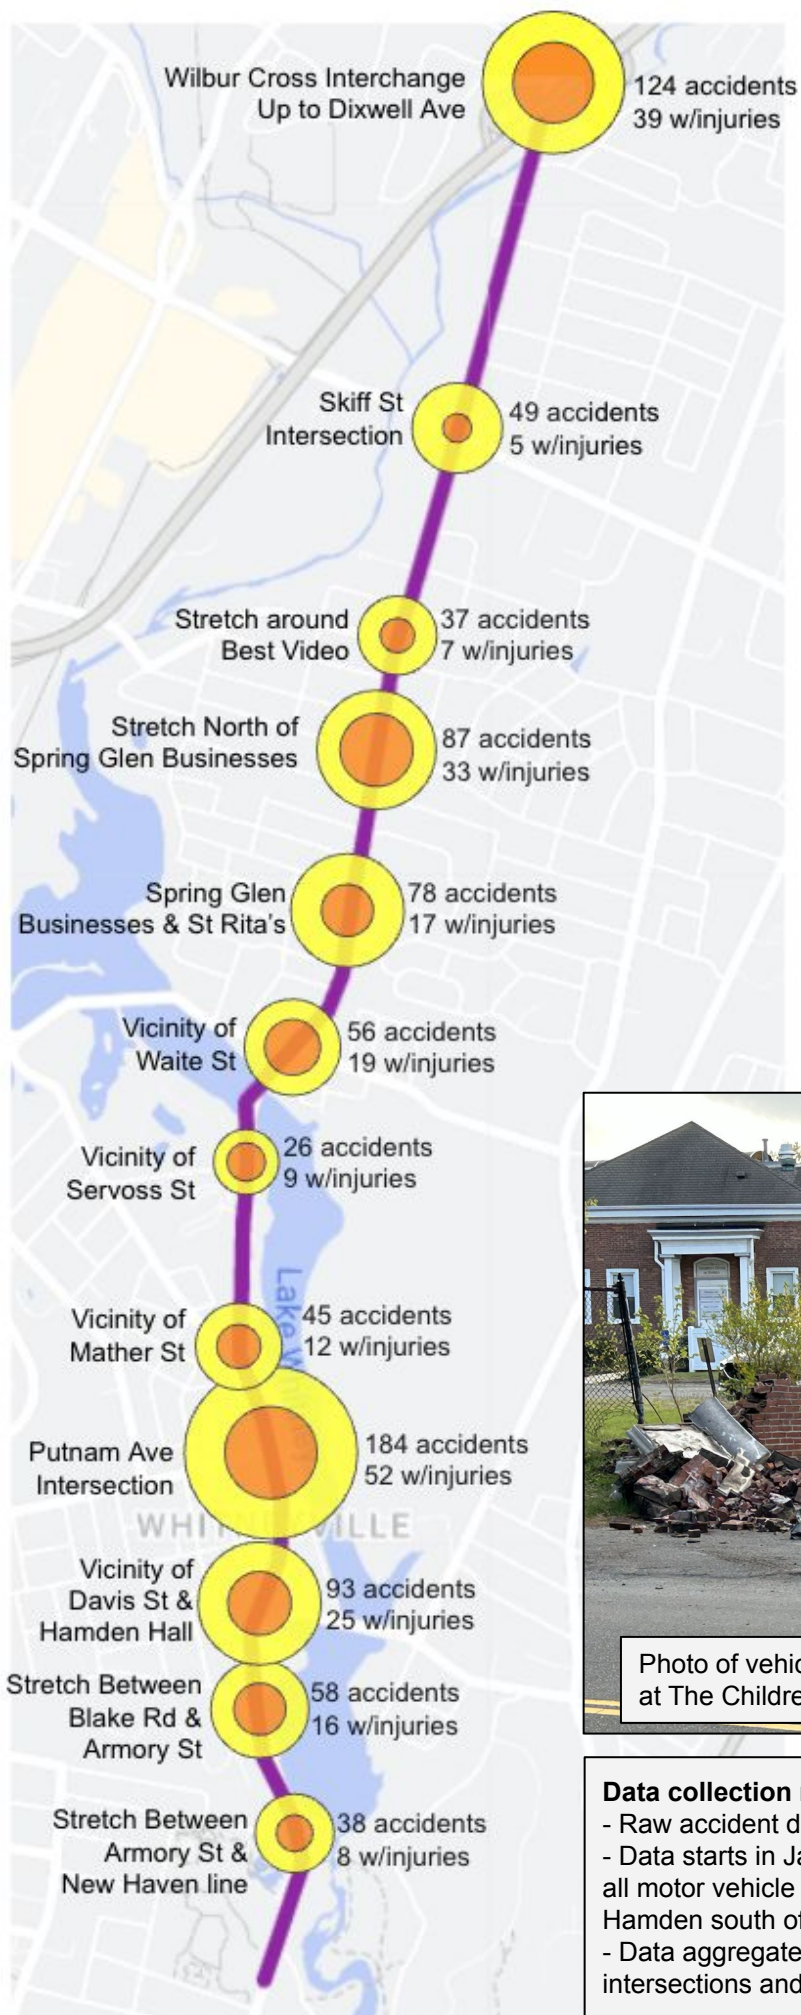 Wilbur Cross Interchange
Up to Dixwell Ave
124 accidents
39 w/injuries
Skiff St
Intersection
49 accidents
5 w/injuries
Stretch around
Best Video
37 accidents
7 w/injuries
Stretch North of
Spring Glen Businesses
87 accidents
33 w/injuries
Spring Glen
Businesses & St Rita's
78 accidents
17 w/injuries
Vicinity of
Waite St
56 accidents
19 w/injuries
Vicinity of
Servoss St
26 accidents
9 w/injuries
Lake
Vicinity of
Mather St
45 accidents
12 w/injuries
Putnam Ave
Intersection
184 accidents
52 w/injuries
WHITNEYVILLE
Vicinity of
Davis St &
Hamden Hall
93 accidents
25 w/injuries
Stretch Between
Blake Rd &
Armory St
58 accidents
16 w/injuries
Stretch Between
Armory St &
New Haven line
38 accidents
8 w/injuries
Photo of vehic
at The Childre
Data collection
- Raw accident d
- Data starts in Ja
all motor vehicle
Hamden south of
- Data aggregate
intersections and